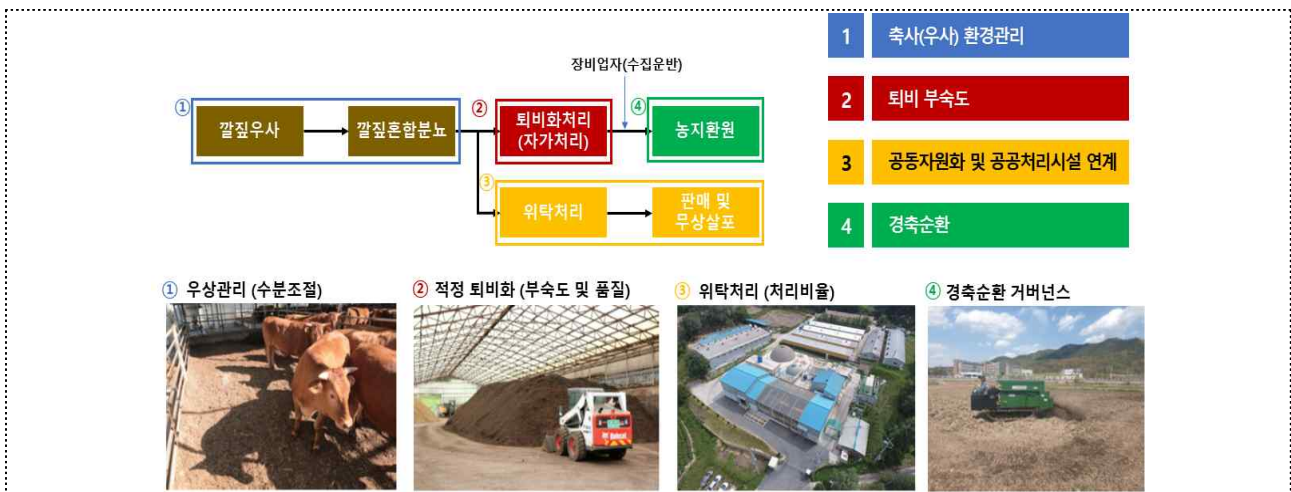 1 축사(우사) 환경관리
2 퇴비 부숙도
3 공동자원화 및 공공처리시설 연계
4 경축순환
장비업자(수집운반)
①
깔짚우사
깔짚혼합분뇨
②
퇴비화처리
(자가처리)
④
농지환원
③
위탁처리
판매 및
무상살포
① 우상관리 (수분조절)
② 적정 퇴비화 (부숙도 및 품질)
③ 위탁처리 (처리비율)
④ 경축순환 거버넌스
Bobcat